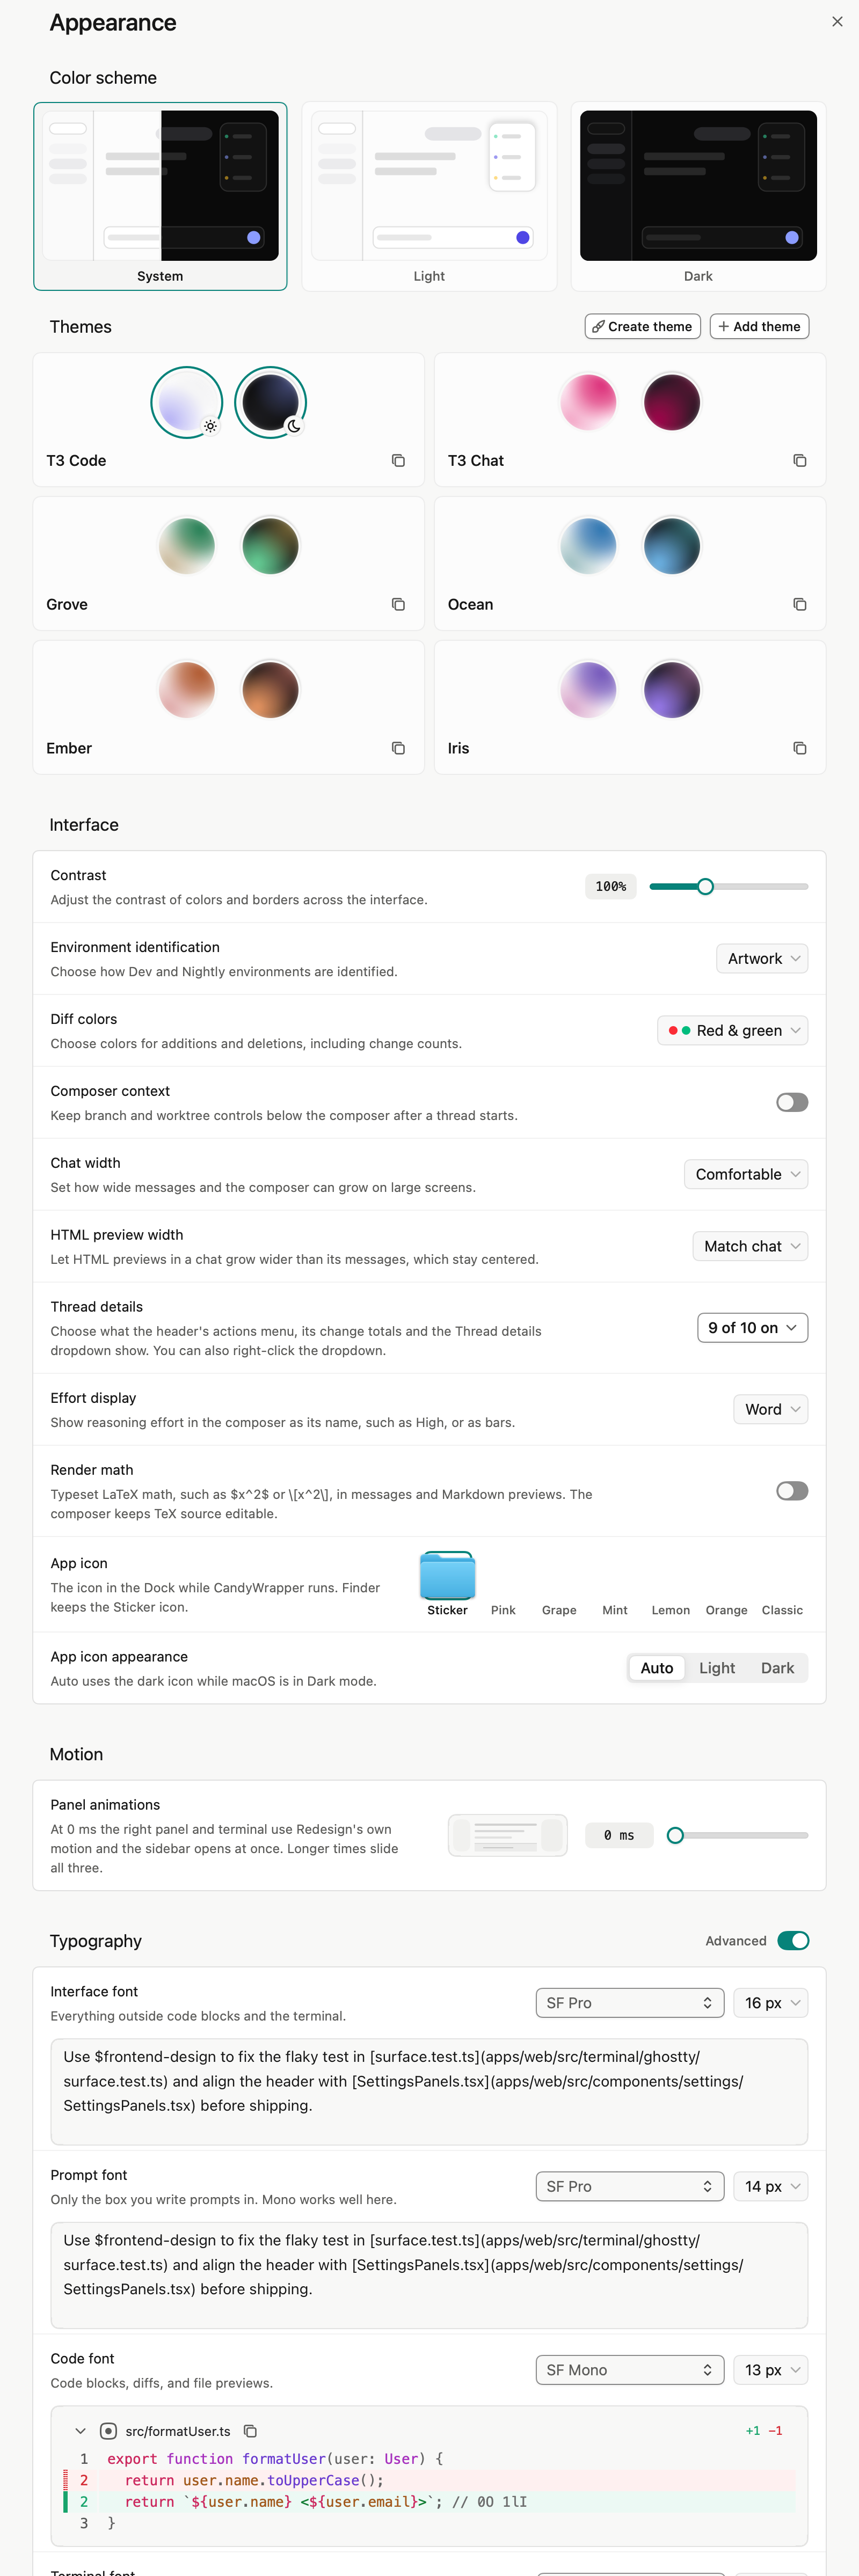 Appearance
Color scheme
System
Light
Dark
Themes
Create theme
Add theme
T3 Code
T3 Chat
Grove
Ocean
Ember
Iris
Interface
Contrast
Adjust the contrast of colors and borders across the interface.
100%
Environment identification
Choose how Dev and Nightly environments are identified.
Artwork
Diff colors
Choose colors for additions and deletions, including change counts.
Red & green
Composer context
Keep branch and worktree controls below the composer after a thread starts.
Chat width
Set how wide messages and the composer can grow on large screens.
Comfortable
HTML preview width
Let HTML previews in a chat grow wider than its messages, which stay centered.
Match chat
Thread details
Choose what the header's actions menu, its change totals and the Thread details
dropdown show. You can also right-click the dropdown.
9 of 10 on
Effort display
Show reasoning effort in the composer as its name, such as High, or as bars.
Word
Render math
Typeset LaTeX math, such as $x^2$ or \[x^2\], in messages and Markdown previews. The
composer keeps TeX source editable.
App icon
The icon in the Dock while CandyWrapper runs. Finder
keeps the Sticker icon.
Sticker
Pink
Grape
Mint
Lemon
Orange
Classic
App icon appearance
Auto uses the dark icon while macOS is in Dark mode.
Auto
Light
Dark
Motion
Panel animations
At 0 ms the right panel and terminal use Redesign's own
motion and the sidebar opens at once. Longer times slide
all three.
0 ms
Typography
Advanced
Interface font
Everything outside code blocks and the terminal.
SF Pro
16 px
Use $frontend-design to fix the flaky test in [surface.test.ts](apps/web/src/terminal/ghostty/
surface.test.ts) and align the header with [SettingsPanels.tsx](apps/web/src/components/settings/
SettingsPanels.tsx) before shipping.
Prompt font
Only the box you write prompts in. Mono works well here.
SF Pro
14 px
Use $frontend-design to fix the flaky test in [surface.test.ts](apps/web/src/terminal/ghostty/
surface.test.ts) and align the header with [SettingsPanels.tsx](apps/web/src/components/settings/
SettingsPanels.tsx) before shipping.
Code font
Code blocks, diffs, and file previews.
SF Mono
13 px
src/formatUser.ts
+1 −1
1 export function formatUser(user: User) {
2 return user.name.toUpperCase();
2 return `${user.name} <${user.email}>`; // 0O 1lI
3 }
Terminal font